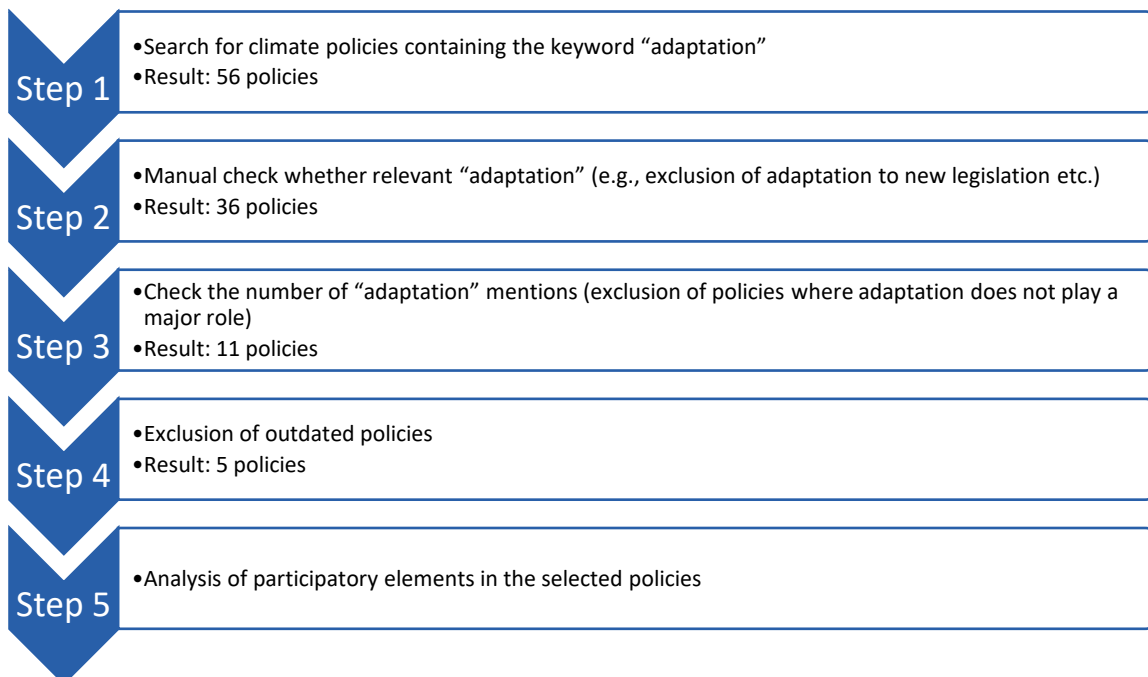 Step 1
•Search for climate policies containing the keyword “adaptation”
•Result: 56 policies
Step 2
•Manual check whether relevant “adaptation” (e.g., exclusion of adaptation to new legislation etc.)
•Result: 36 policies
Step 3
•Check the number of “adaptation” mentions (exclusion of policies where adaptation does not play a
major role)
•Result: 11 policies
Step 4
•Exclusion of outdated policies
•Result: 5 policies
Step 5
•Analysis of participatory elements in the selected policies